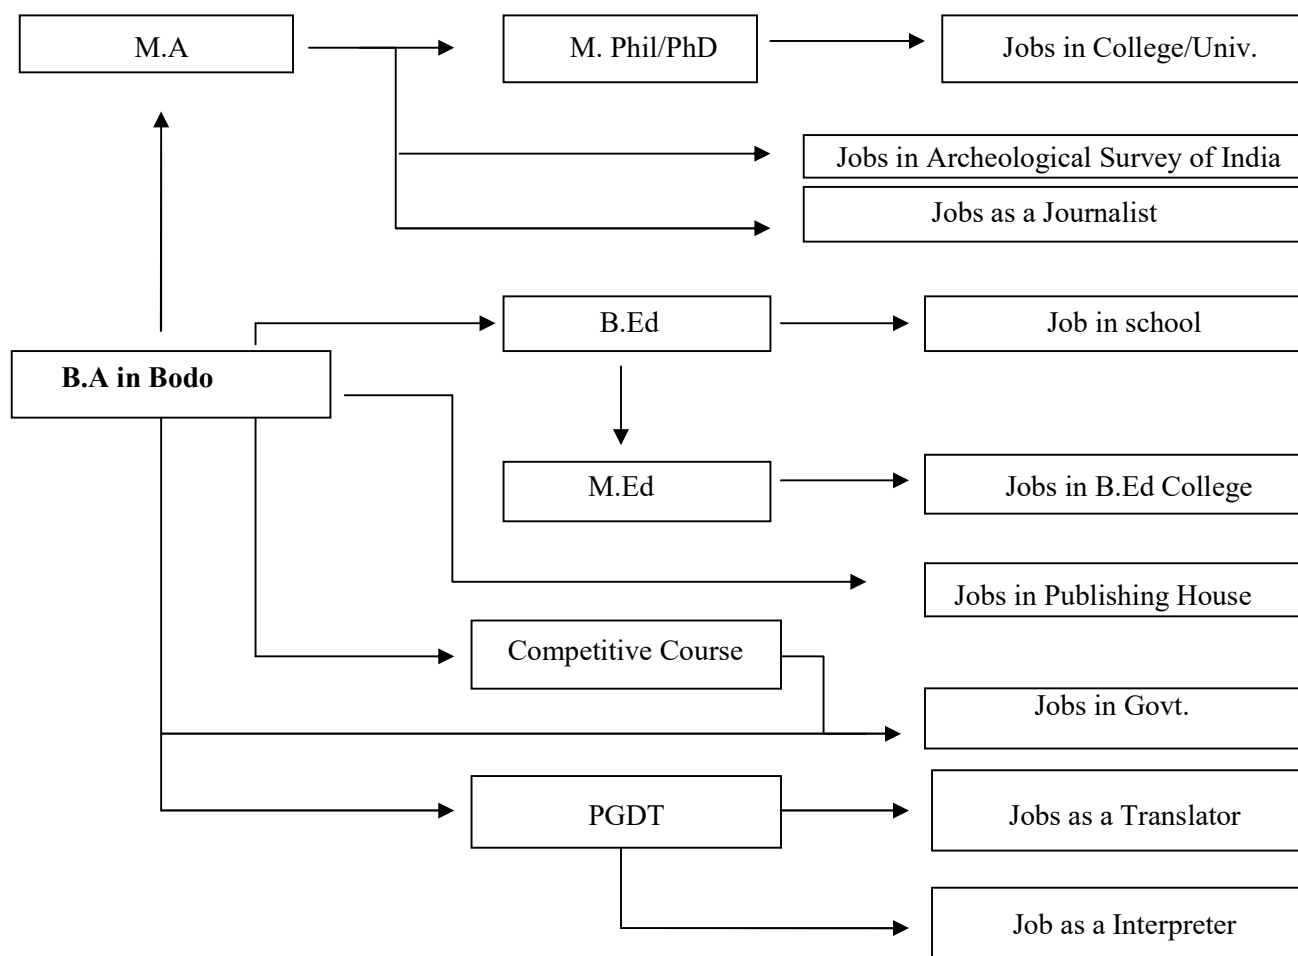 M.A
M. Phil/PhD
Jobs in College/Univ.
Jobs in Archeological Survey of India
Jobs as a Journalist
B.Ed
Job in school
B.A in Bodo
M.Ed
Jobs in B.Ed College
Jobs in Publishing House
Competitive Course
Jobs in Govt.
PGDT
Jobs as a Translator
Job as a Interpreter